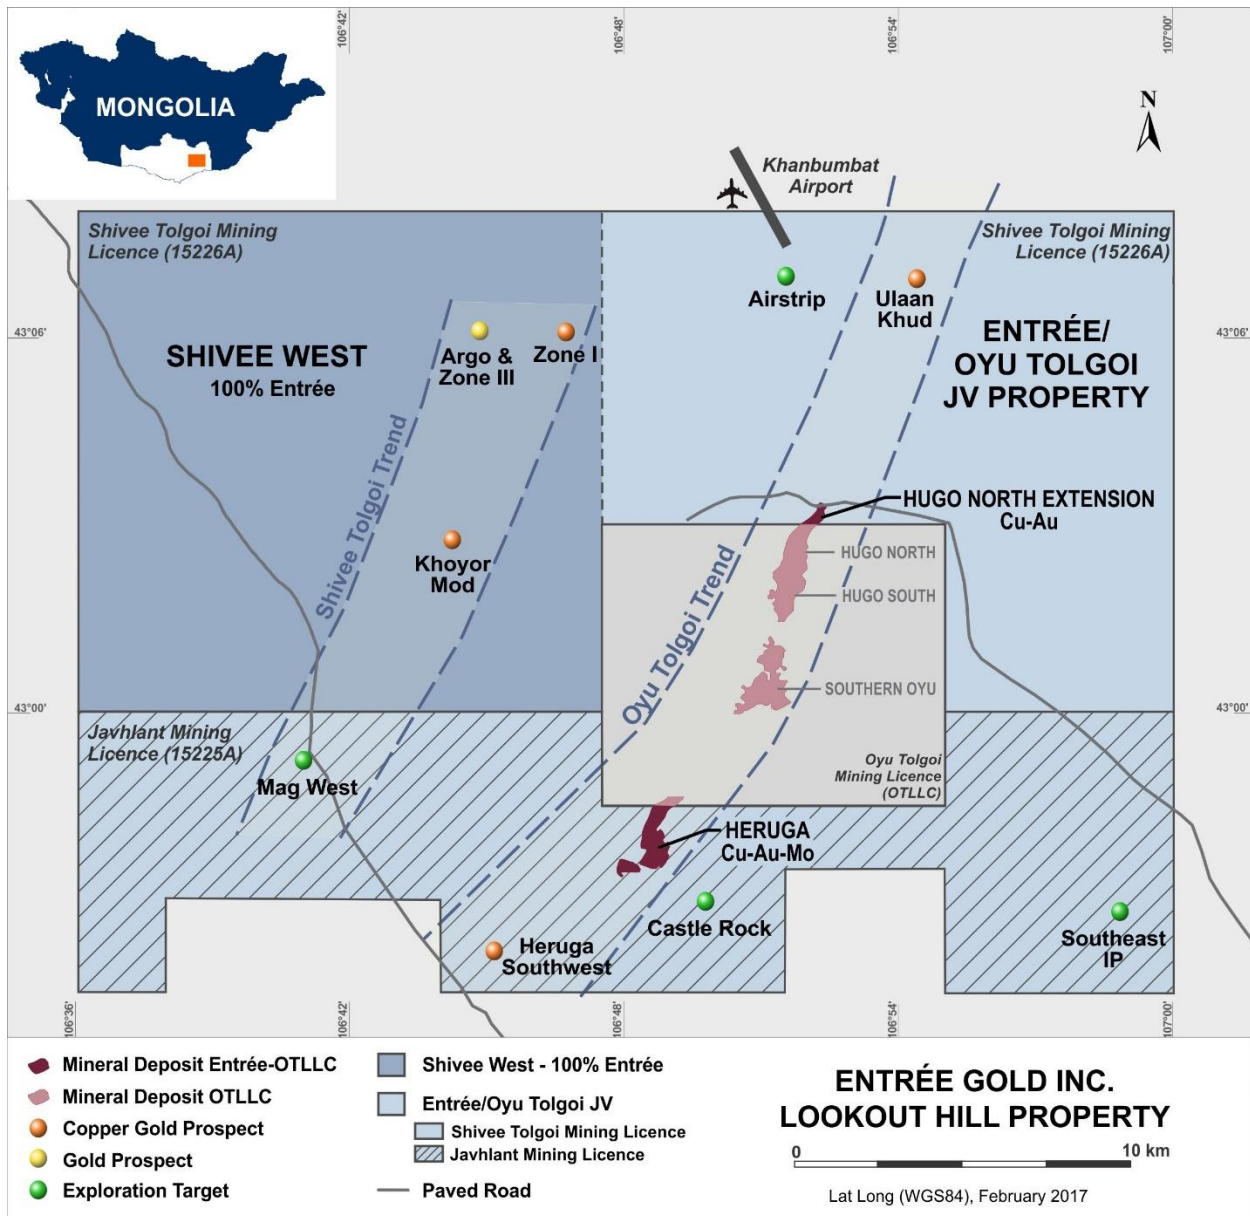 MONGOLIA
106°42'
106°48'
106°54'
107°00'
N
Khanbumbat
Airport
Shivee Tolgoi Mining
Licence (15226A)
Shivee Tolgoi Mining
Licence (15226A)
Airstrip
Ulaan
Khud
43°06'
43°06'
SHIVEE WEST
100% Entrée
Argo &
Zone III
Zone I
ENTRÉE/
OYU TOLGOI
JV PROPERTY
Shivee Tolgoi Trend
HUGO NORTH EXTENSION
Cu-Au
Khoyor
Mod
HUGO NORTH
HUGO SOUTH
Oyu Tolgoi Trend
SOUTHERN OYU
43°00'
43°00'
Javhlant Mining
Licence (15225A)
Mag West
Oyu Tolgoi
Mining Licence
(OTLLC)
HERUGA
Cu-Au-Mo
Castle Rock
Heruga
Southwest
Southeast
IP
106°36'
106°42'
106°48'
106°54'
107°00'
Mineral Deposit Entrée-OTLLC
Mineral Deposit OTLLC
Copper Gold Prospect
Gold Prospect
Exploration Target
Shivee West - 100% Entrée
Entrée/Oyu Tolgoi JV
Shivee Tolgoi Mining Licence
Javhlant Mining Licence
Paved Road
ENTRÉE GOLD INC.
LOOKOUT HILL PROPERTY
0 10 km
Lat Long (WGS84), February 2017